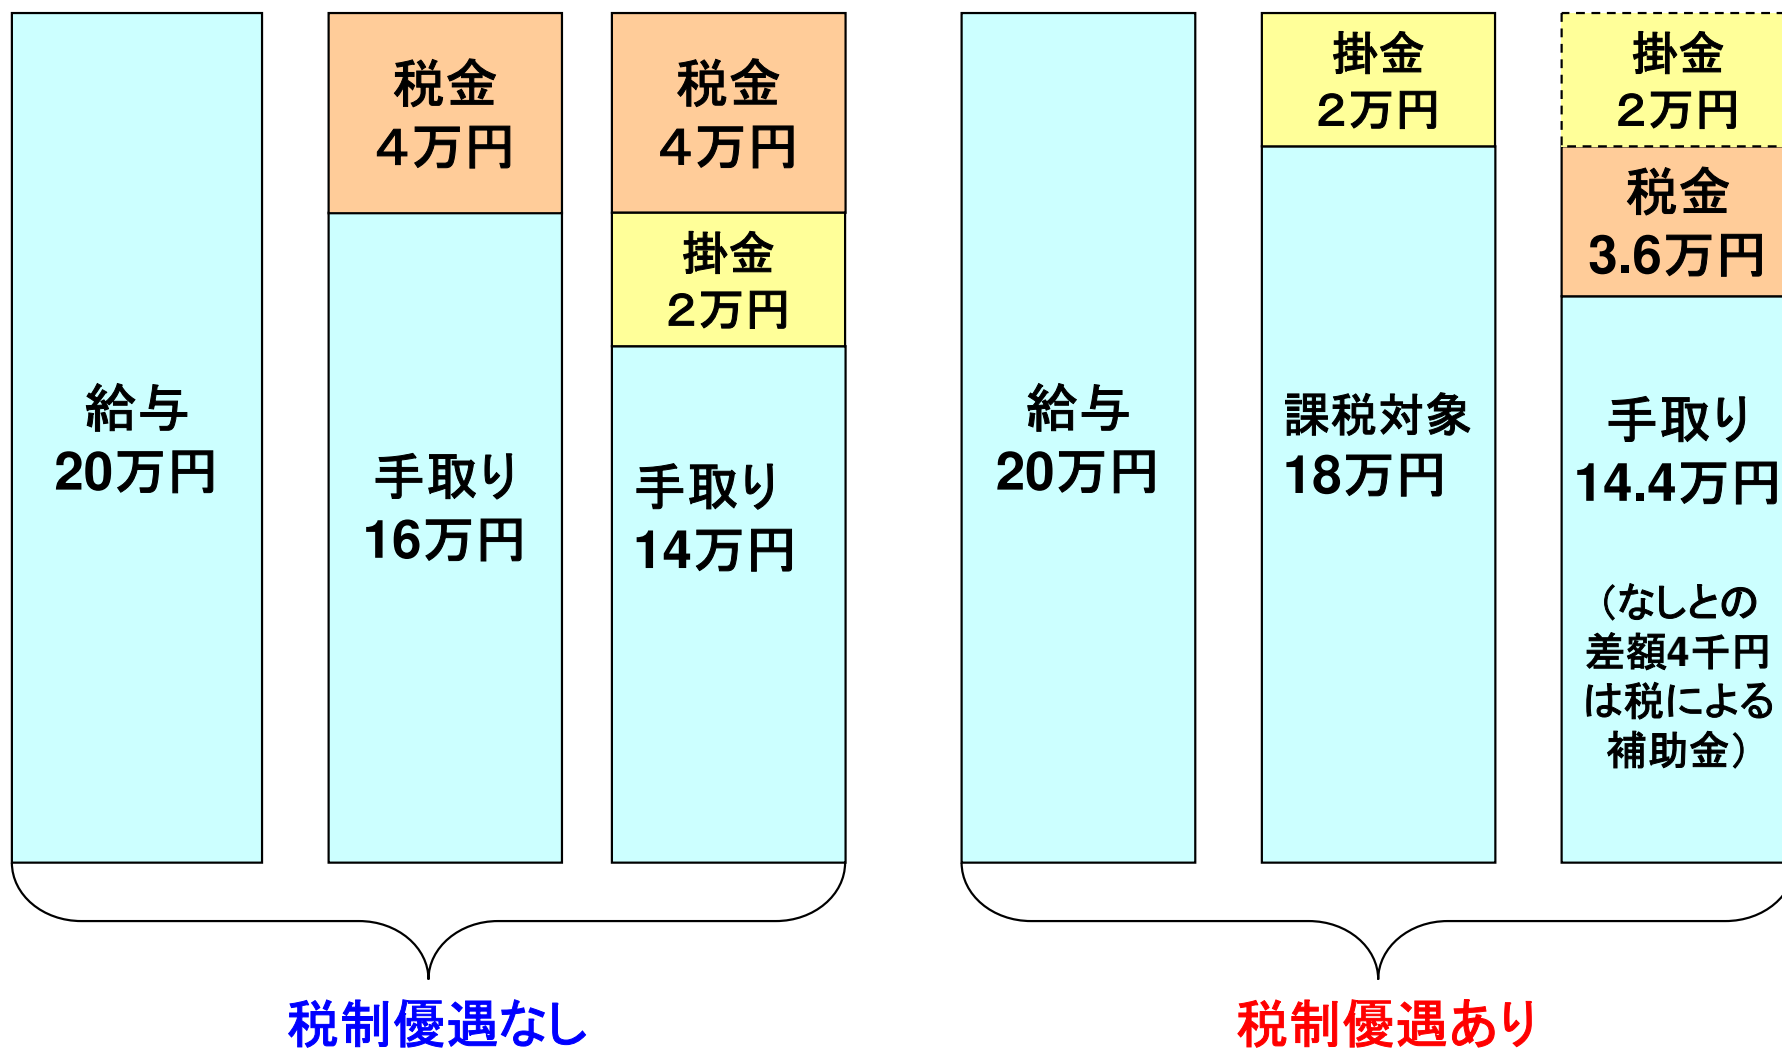 給与
20万円
税金
４万円
手取り
16万円
税金
４万円
掛金
２万円
手取り
14万円
税制優遇なし
給与
20万円
掛金
２万円
課税対象
18万円
掛金
２万円
税金
3.6万円
手取り
14.4万円
（なしとの
差額4千円
は税による
補助金）
税制優遇あり